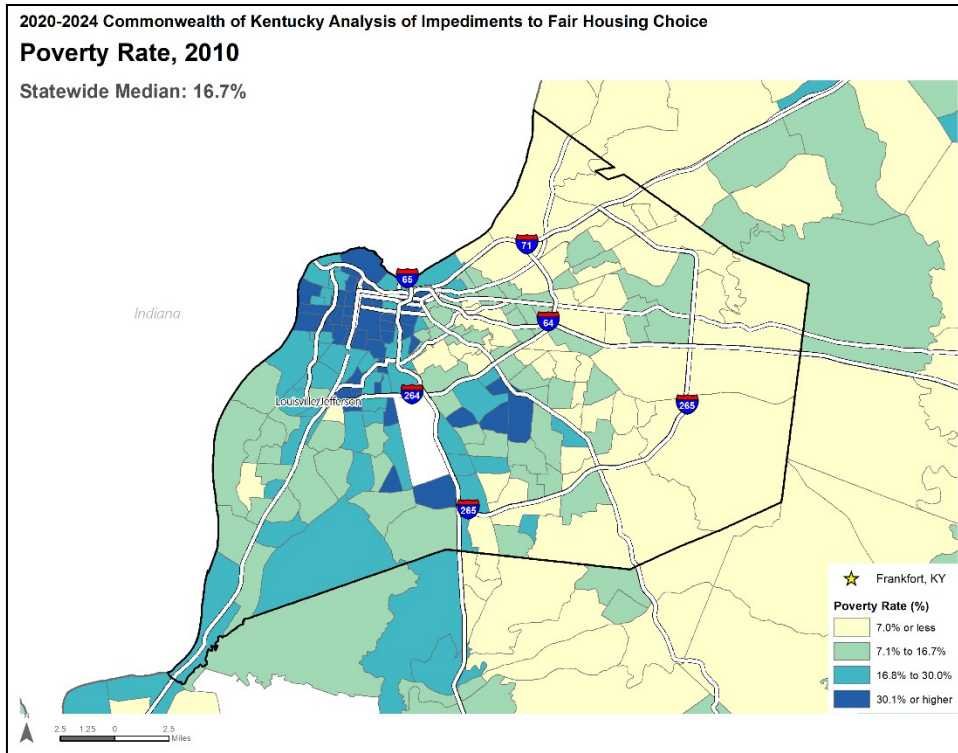 2020-2024 Commonwealth of Kentucky Analysis of Impediments to Fair Housing Choice
Poverty Rate, 2010
Statewide Median: 16.7%
71
65
Indiana
64
264
Louisville/Jefferson
265
265
Frankfort, KY
Poverty Rate (%)
7.0% or less
7.1% to 16.7%
16.8% to 30.0%
30.1% or higher
N
2.5 1.25 0 2.5
Miles